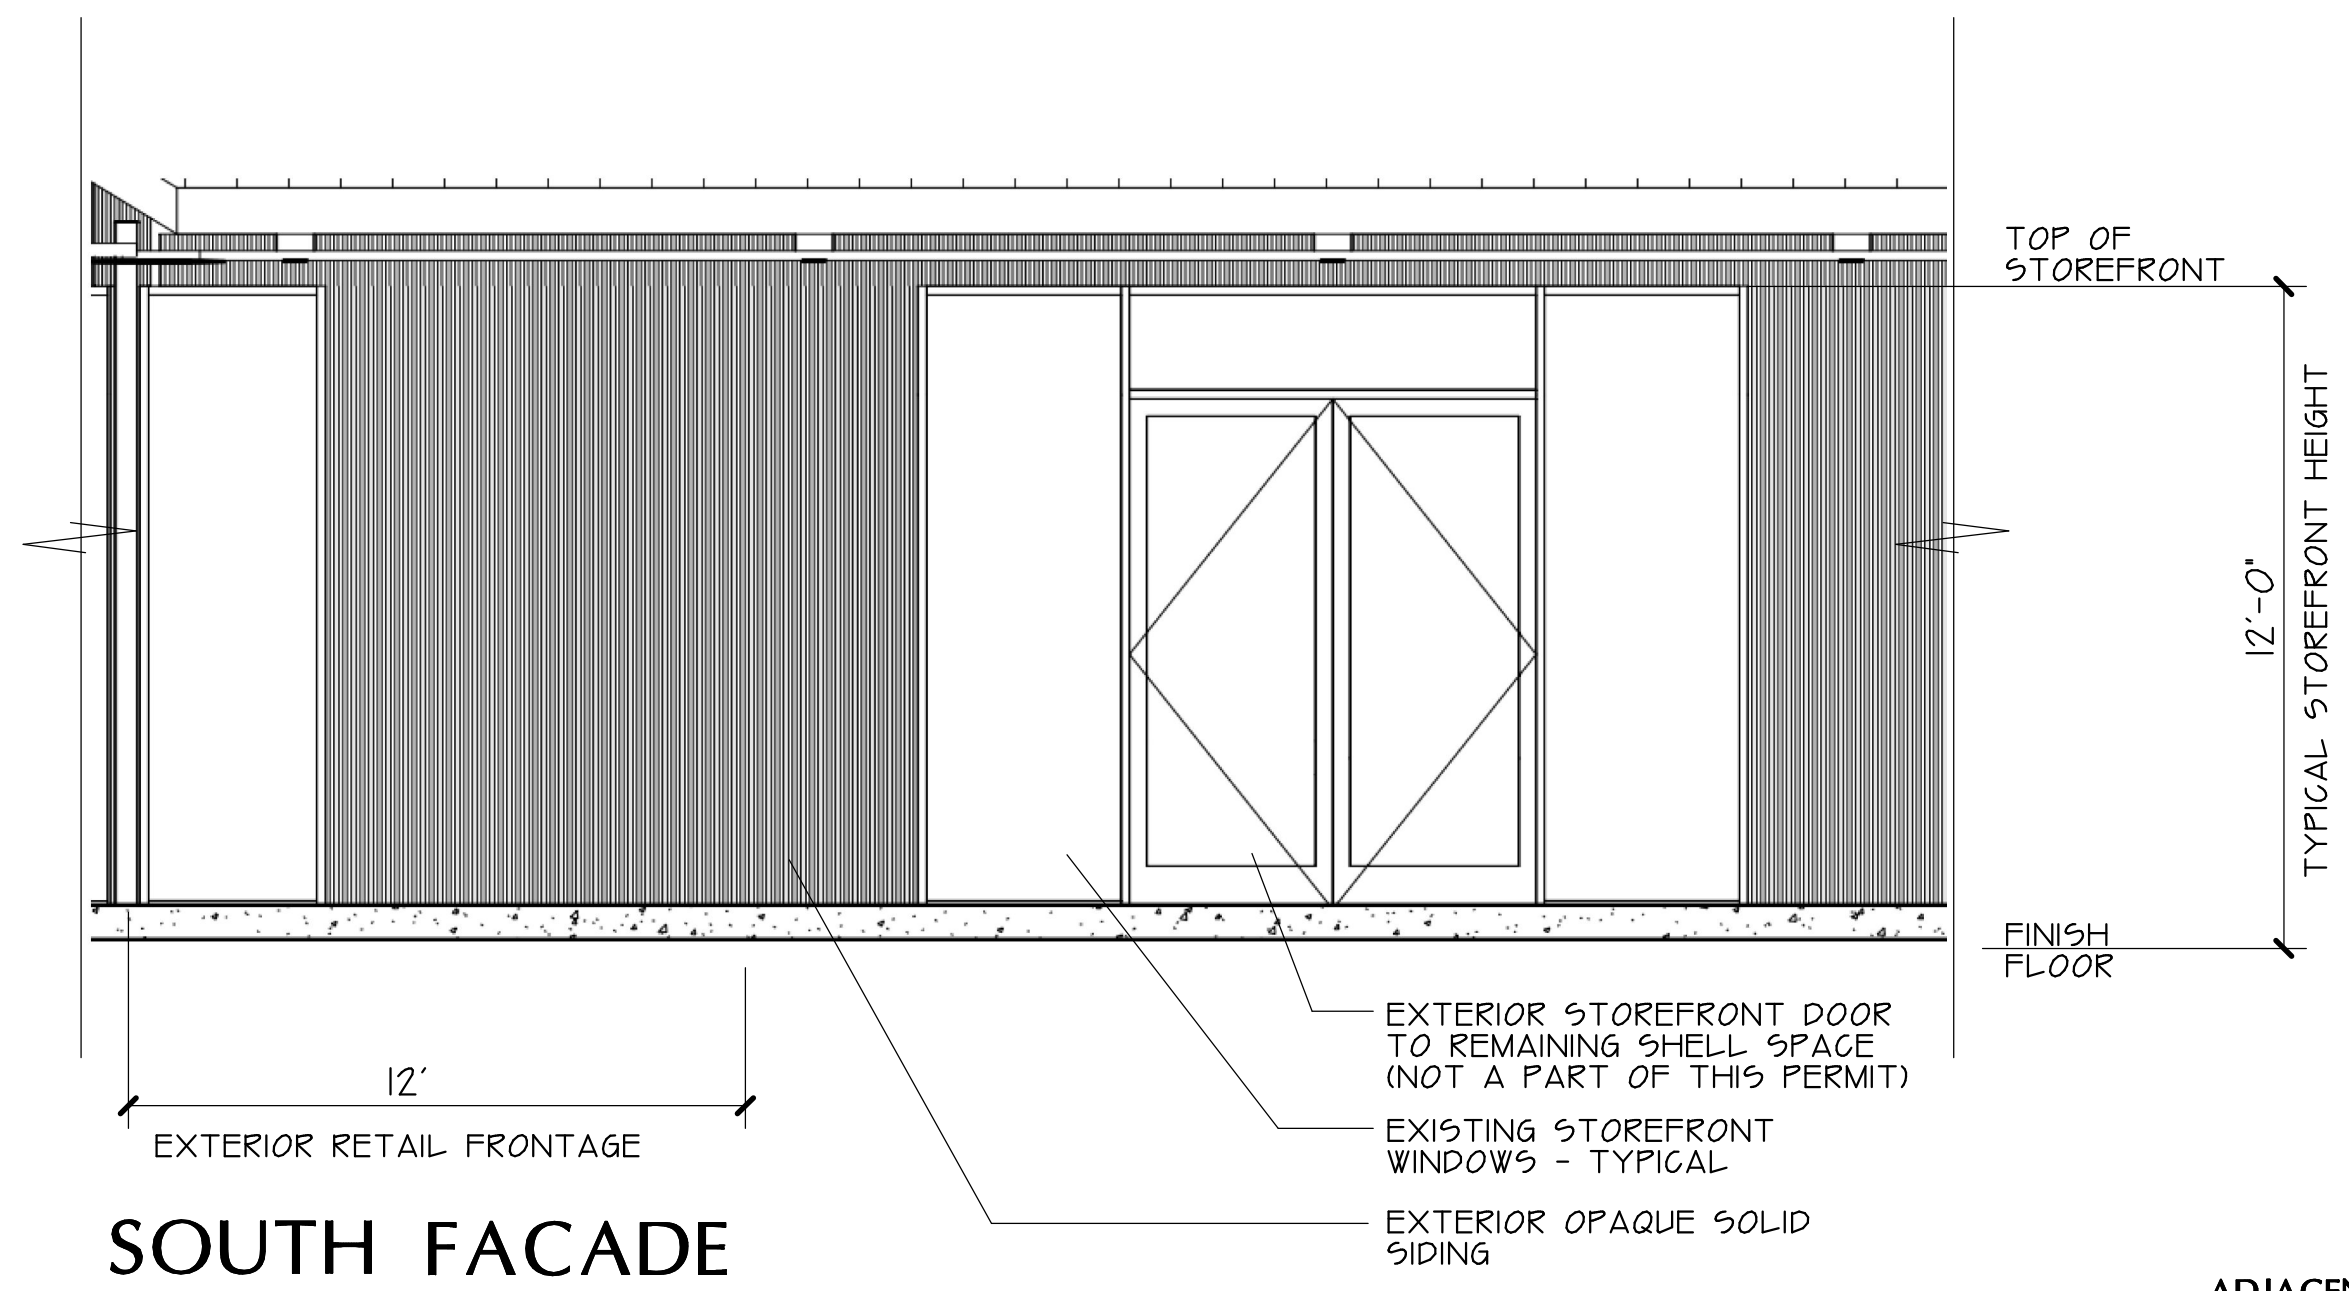 TOP OF
STOREFRONT
12'-0"
TYPICAL STOREFRONT HEIGHT
FINISH
FLOOR
EXTERIOR STOREFRONT DOOR
TO REMAINING SHELL SPACE
(NOT A PART OF THIS PERMIT)
12'
EXTERIOR RETAIL FRONTAGE
EXISTING STOREFRONT
WINDOWS - TYPICAL
EXTERIOR OPAQUE SOLID
SIDING
SOUTH FACADE